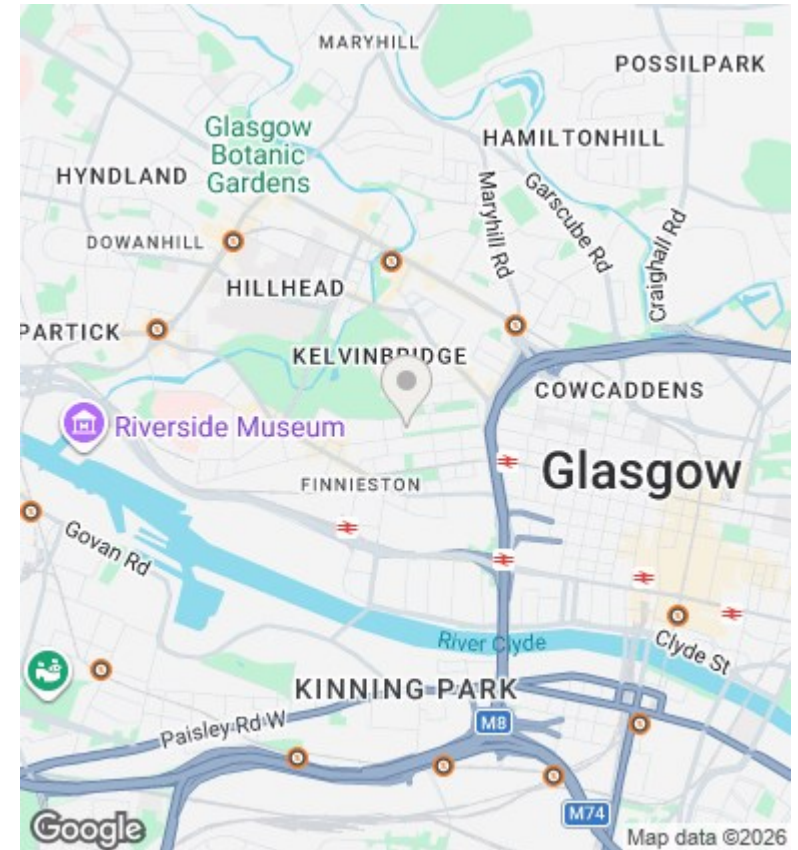 MARYHILL
POSSILPARK
Glasgow
Botanic
Gardens
HAMILTONHILL
HYNDLAND
Maryhill Rd
Garscube Rd
Craighall Rd
DOWANHILL
HILLHEAD
PARTICK
KELVINBRIDGE
COWCADDENS
Riverside Museum
Glasgow
FINNIESTON
Govan Rd
River Clyde
Clyde St
KINNING PARK
Paisley Rd W
M8
M74
Google
Map data ©2026